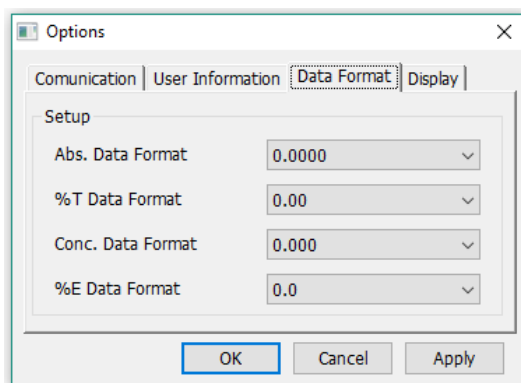 Options
Comunication User Information Data Format Display
Setup
Abs. Data Format 0.0000
%T Data Format 0.00
Conc. Data Format 0.000
%E Data Format 0.0
OK Cancel Apply